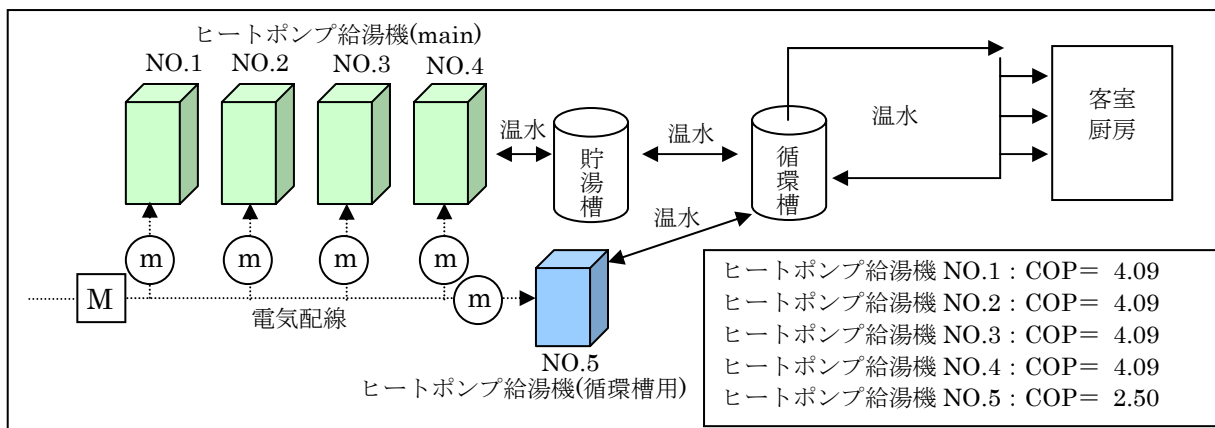 ヒートポンプ給湯機(main)
NO.1 NO.2 NO.3 NO.4
温水
貯湯槽
温水
循環槽
温水
客室
厨房
温水
m m m m
M
m
電気配線
NO.5
ヒートポンプ給湯機(循環槽用)
ヒートポンプ給湯機 NO.1：COP＝ 4.09
ヒートポンプ給湯機 NO.2：COP＝ 4.09
ヒートポンプ給湯機 NO.3：COP＝ 4.09
ヒートポンプ給湯機 NO.4：COP＝ 4.09
ヒートポンプ給湯機 NO.5：COP＝ 2.50